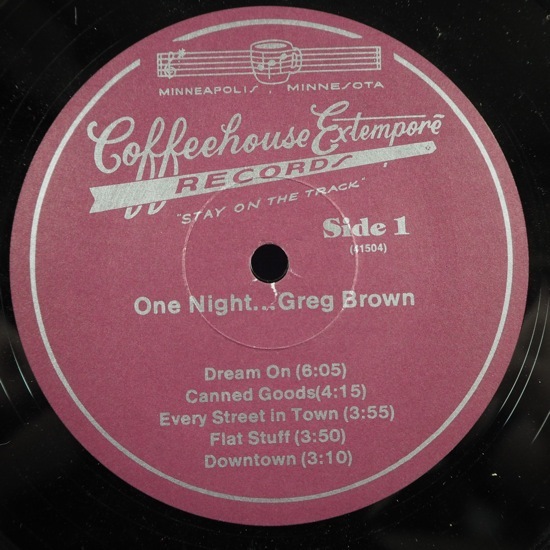 MINNEAPOLIS, MINNESOTA
Coffeehouse Extemporē
RECORDS
"STAY ON THE TRACK"
Side 1
(41504)
One Night...Greg Brown
Dream On (6:05)
Canned Goods(4:15)
Every Street in Town (3:55)
Flat Stuff (3:50)
Downtown (3:10)